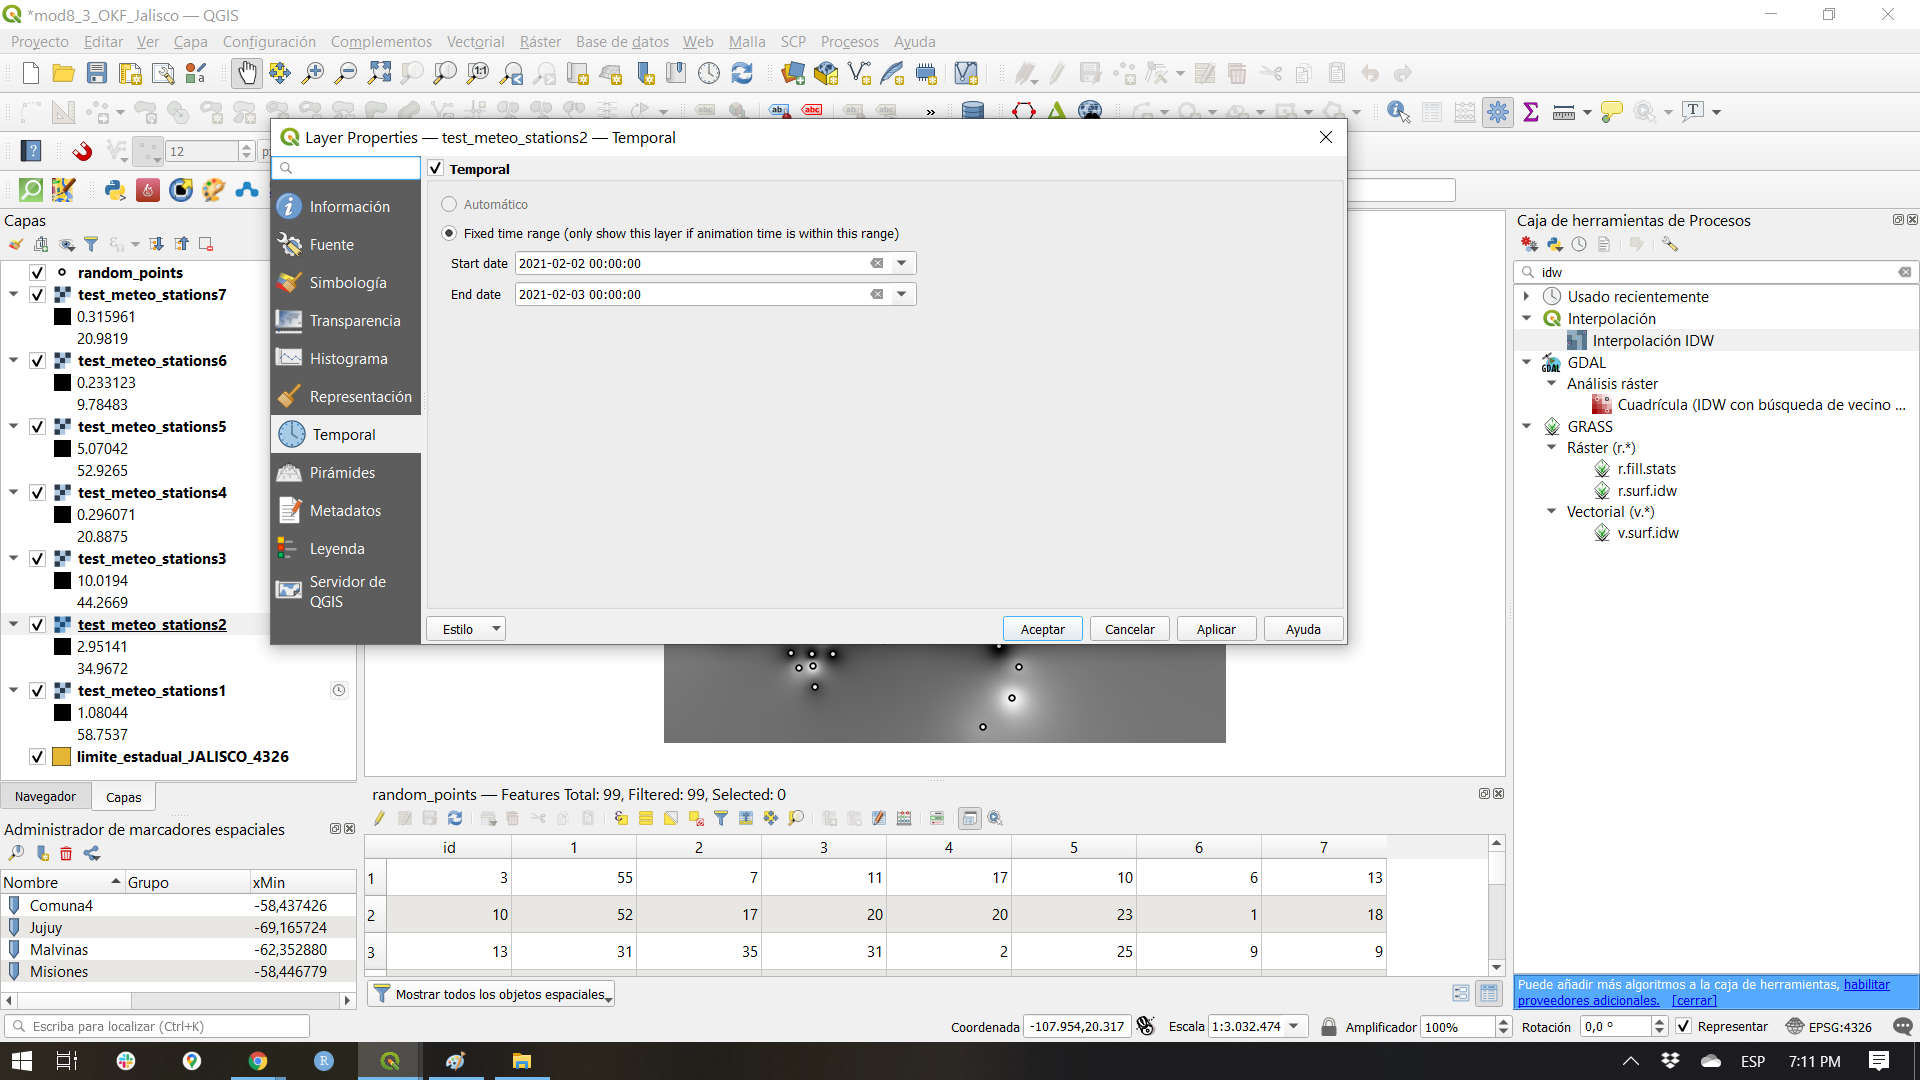 *mod8_3_OKF_Jalisco — QGIS
Proyecto Editar Ver Capa Configuración Complementos Vectorial Ráster Base de datos Web Malla SCP Procesos Ayuda
12
Capas
random_points
test_meteo_stations7
0.315961
20.9819
test_meteo_stations6
0.233123
9.78483
test_meteo_stations5
5.07042
52.9265
test_meteo_stations4
0.296071
20.8875
test_meteo_stations3
10.0194
44.2669
test_meteo_stations2
2.95141
34.9672
test_meteo_stations1
1.08044
58.7537
limite_estadual_JALISCO_4326
Navegador Capas
Administrador de marcadores espaciales
Nombre Grupo xMin
Comuna4 -58,437426
Jujuy -69,165724
Malvinas -62,352880
Misiones -58,446779
Escriba para localizar (Ctrl+K)
Layer Properties — test_meteo_stations2 — Temporal
Información
Fuente
Simbología
Transparencia
Histograma
Representación
Temporal
Pirámides
Metadatos
Leyenda
Servidor de
QGIS
Temporal
Automático
Fixed time range (only show this layer if animation time is within this range)
Start date 2021-02-02 00:00:00
End date 2021-02-03 00:00:00
Estilo Aceptar Cancelar Aplicar Ayuda
random_points — Features Total: 99, Filtered: 99, Selected: 0
id 1 2 3 4 5 6 7
1 3 55 7 11 17 10 6 13
2 10 52 17 20 20 23 1 18
3 13 31 35 31 2 25 9 9
Mostrar todos los objetos espaciales
Caja de herramientas de Procesos
idw
Usado recientemente
Interpolación
Interpolación IDW
GDAL
Análisis ráster
Cuadrícula (IDW con búsqueda de vecino ...
GRASS
Ráster (r.*)
r.fill.stats
r.surf.idw
Vectorial (v.*)
v.surf.idw
Puede añadir más algoritmos a la caja de herramientas, habilitar
proveedores adicionales. [cerrar]
Coordenada -107.954,20.317 Escala 1:3.032.474 Amplificador 100% Rotación 0,0 ° Representar EPSG:4326
ESP 7:11 PM